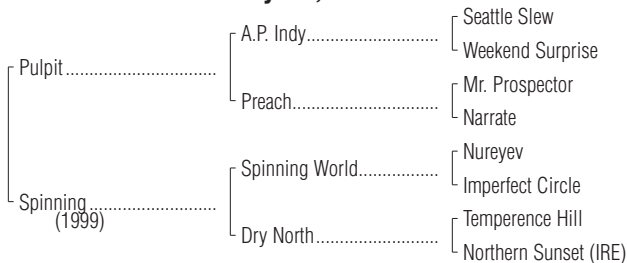 Seattle Slew
A.P. Indy
Weekend Surprise
Pulpit
Mr. Prospector
Preach
Narrate
Nureyev
Spinning World
Imperfect Circle
Spinning
(1999)
Temperence Hill
Dry North
Northern Sunset (IRE)